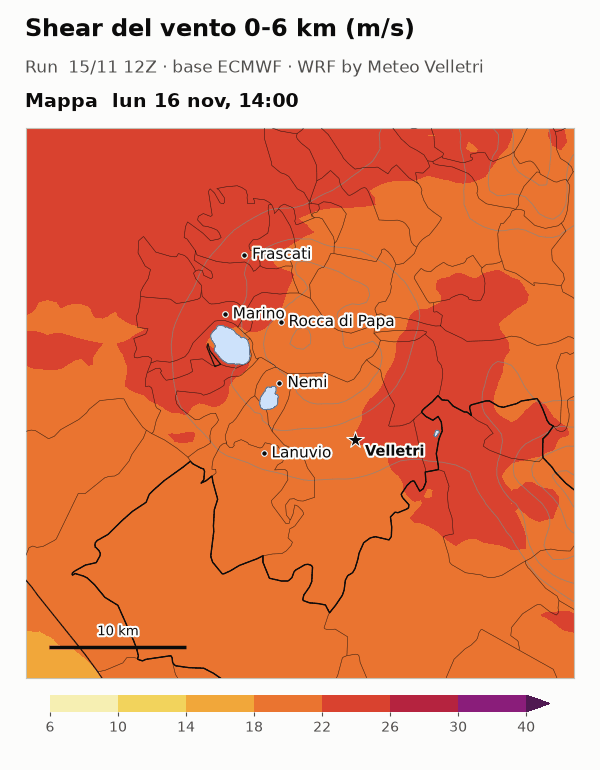 Shear del vento 0-6 km (m/s)
Run  15/11 12Z · base ECMWF · WRF by Meteo Velletri
Mappa  lun 16 nov, 14:00
Frascati
Marino
Rocca di Papa
Nemi
Velletri
Lanuvio
10 km
6 10 14 18 22 26 30 40